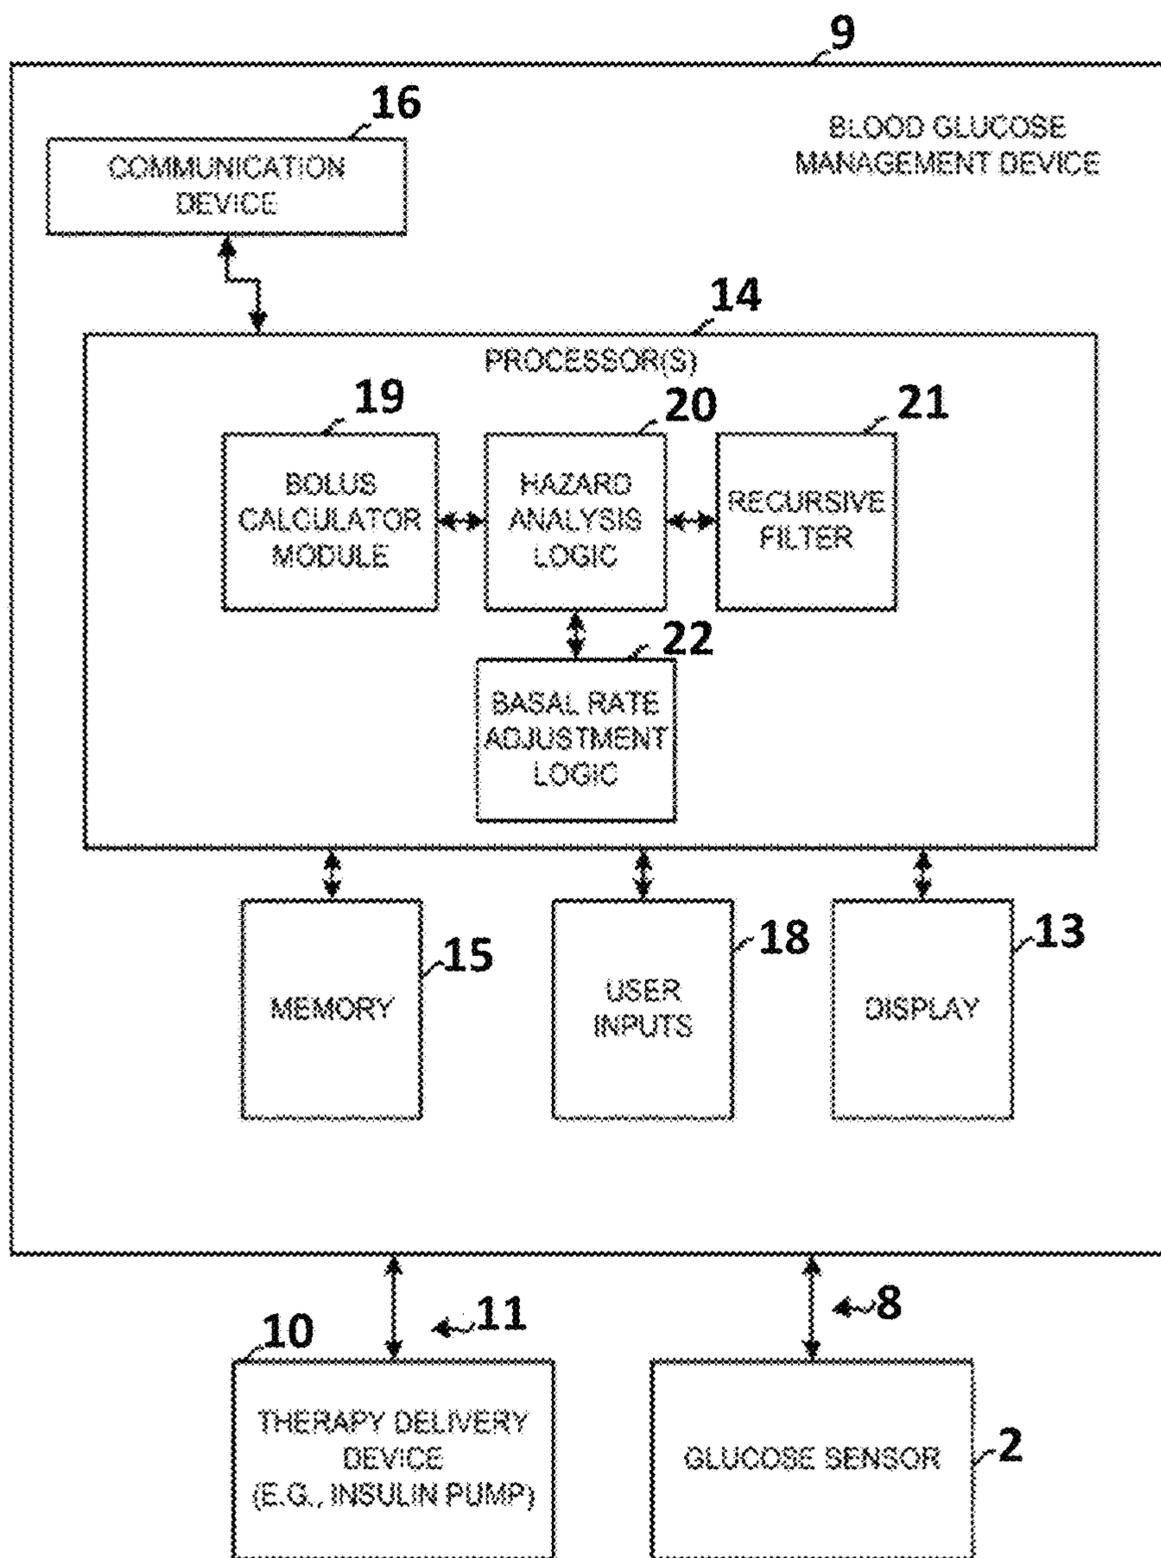 9
16
BLOOD GLUCOSE
MANAGEMENT DEVICE
COMMUNICATION
DEVICE
14
PROCESSOR(S)
19
20
21
BOLUS
CALCULATOR
MODULE
HAZARD
ANALYSIS
LOGIC
RECURSIVE
FILTER
22
BASAL RATE
ADJUSTMENT
LOGIC
15
18
13
MEMORY
USER
INPUTS
DISPLAY
11
8
10
THERAPY DELIVERY
DEVICE
(E.G., INSULIN PUMP)
GLUCOSE SENSOR
2